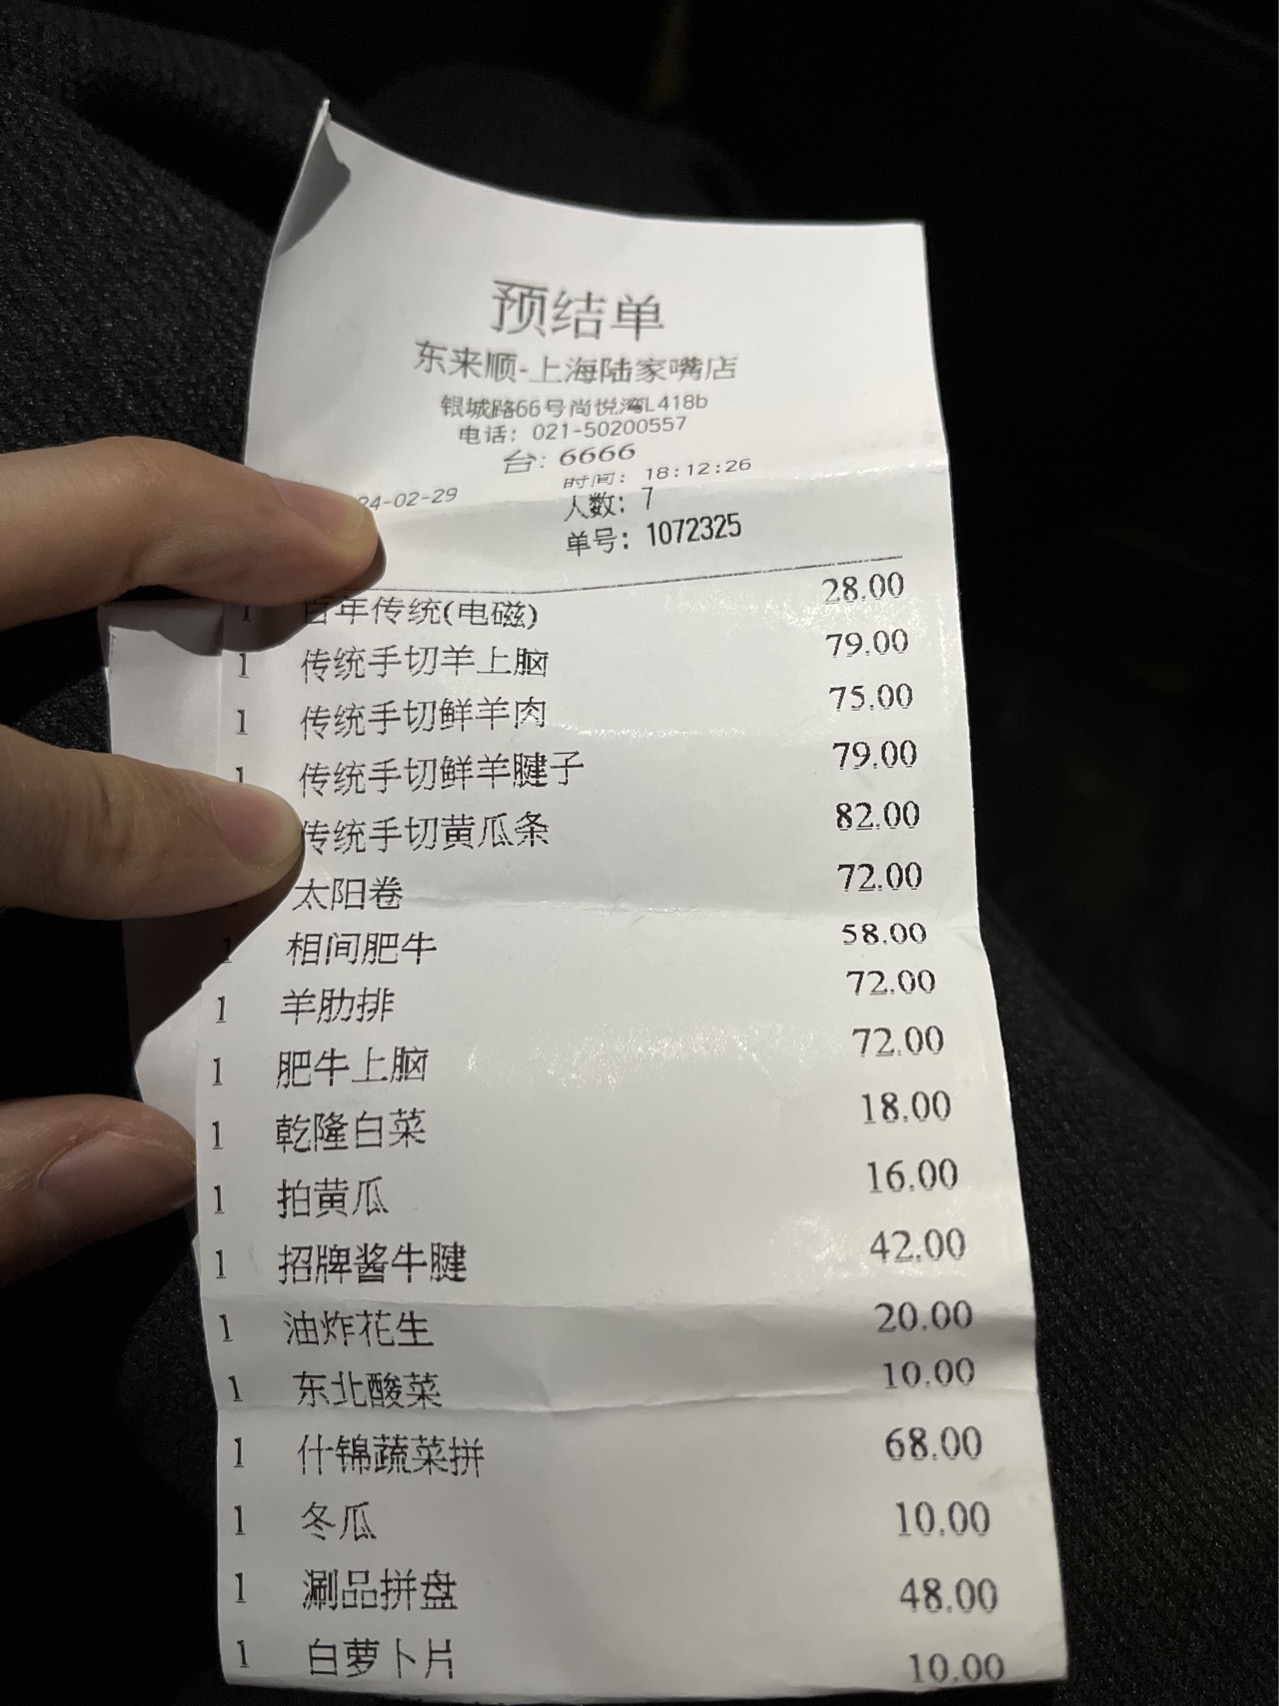 预结单
东来顺-上海陆家嘴店
银城路66号尚悦湾L418b
电话: 021-50200557
台: 6666
24-02-29 时间: 18:12:26
人数: 7
单号: 1072325
1 百年传统(电磁) 28.00
1 传统手切羊上脑 79.00
1 传统手切鲜羊肉 75.00
1 传统手切鲜羊腱子 79.00
传统手切黄瓜条 82.00
太阳卷 72.00
1 相间肥牛 58.00
1 羊肋排 72.00
1 肥牛上脑 72.00
1 乾隆白菜 18.00
1 拍黄瓜 16.00
1 招牌酱牛腱 42.00
1 油炸花生 20.00
1 东北酸菜 10.00
1 什锦蔬菜拼 68.00
1 冬瓜 10.00
1 涮品拼盘 48.00
1 白萝卜片 10.00